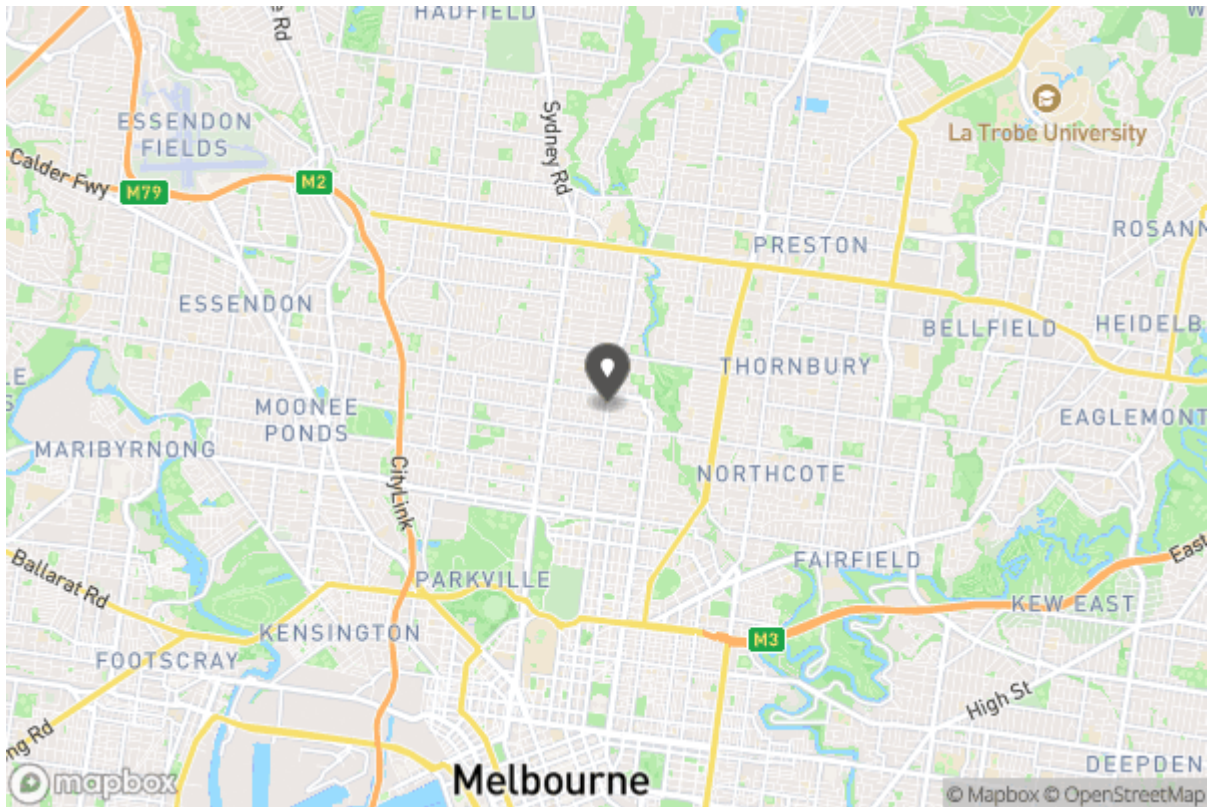 HADFIELD
Sydney Rd
ESSENDON
FIELDS
La Trobe University
Calder Fwy
M79
M2
PRESTON
ROSANN
ESSENDON
BELLFIELD
HEIDELB
THORNBURY
MOONEE
PONDS
EAGLEMONT
MARIBYRNONG
NORTHCOTE
CityLink
FAIRFIELD
East
Ballarat Rd
PARKVILLE
KEW EAST
KENSINGTON
M3
FOOTSCRAY
High St
ng Rd
DEEPDEN
Melbourne
mapbox
© Mapbox © OpenStreetMap